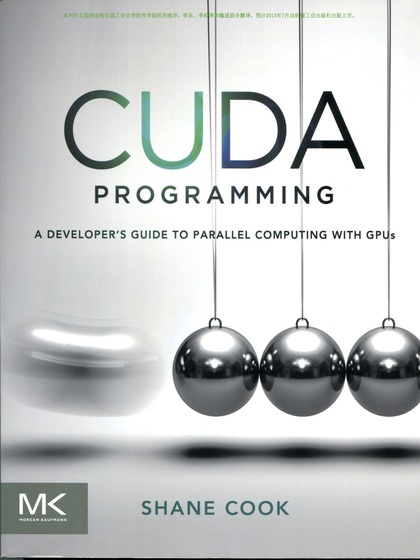 CUDA
PROGRAMMING
A DEVELOPER'S GUIDE TO PARALLEL COMPUTING WITH GPUs
MK
MORGAN KAUFMANN
SHANE COOK